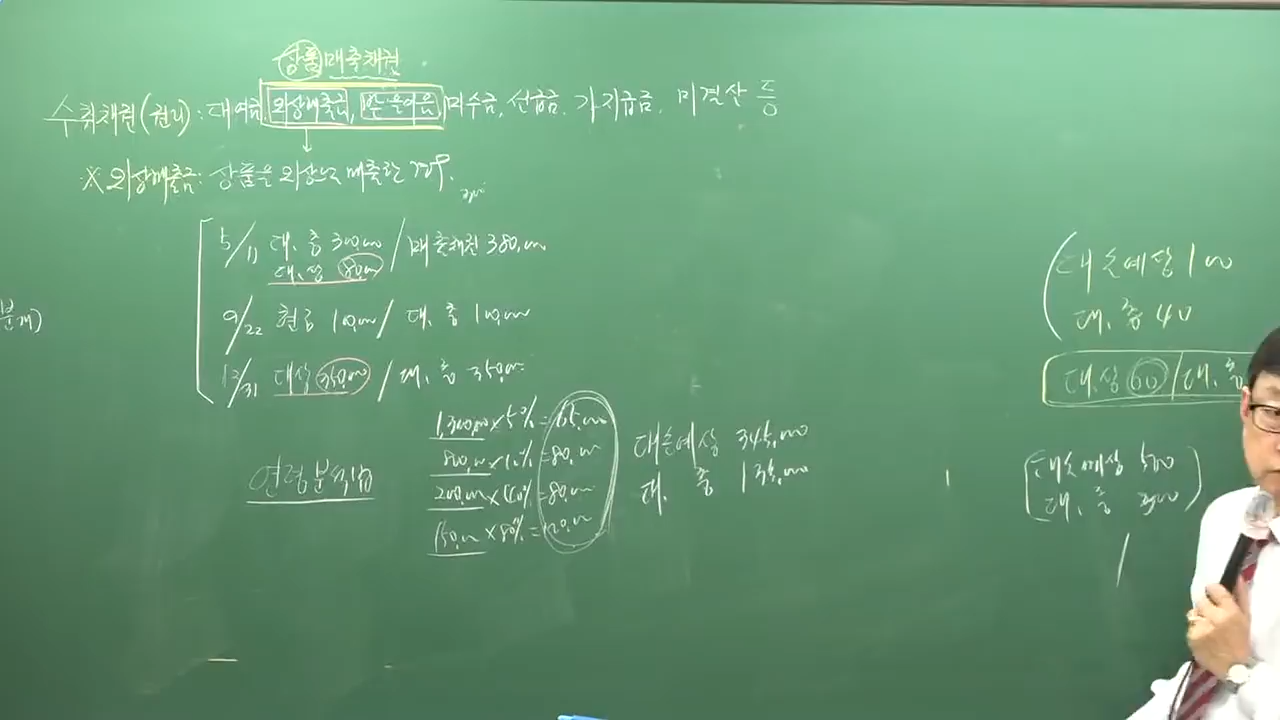 상품 매출채권
수취채권(권리): 대여금, 외상매출금, 받을어음, 미수금, 선급금, 가지급금, 미결산 등
※ 외상매출금: 상품을 외상으로 매출한 경우.
5/11 대.충 300,000 / 매출채권 380,000
대.상 80,000
9/22 현금 100,000 / 대.충 100,000
12/31 대상 350,000 / 대.충 350,000
1,300,000 × 5% = 65,000
800,000 × 10% = 80,000
200,000 × 40% = 80,000
150,000 × 80% = 120,000
연령분석법
대손예상 345,000
대.충 135,000
대손예상 100
대.충 40
대.상 60 / 대.충
대손예상 500
대.충
분개)